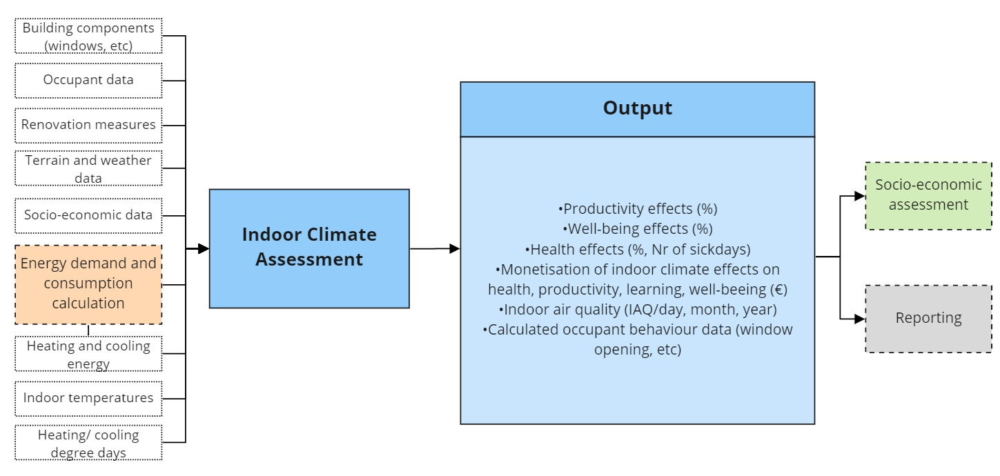 Building components
(windows, etc)
Occupant data
Renovation measures
Terrain and weather
data
Socio-economic data
Energy demand and
consumption
calculation
Heating and cooling
energy
Indoor temperatures
Heating/ cooling
degree days
Indoor Climate
Assessment
Output
•Productivity effects (%)
•Well-being effects (%)
•Health effects (%, Nr of sickdays)
•Monetisation of indoor climate effects on
health, productivity, learning, well-beeing (€)
•Indoor air quality (IAQ/day, month, year)
•Calculated occupant behaviour data (window
opening, etc)
Socio-economic
assessment
Reporting